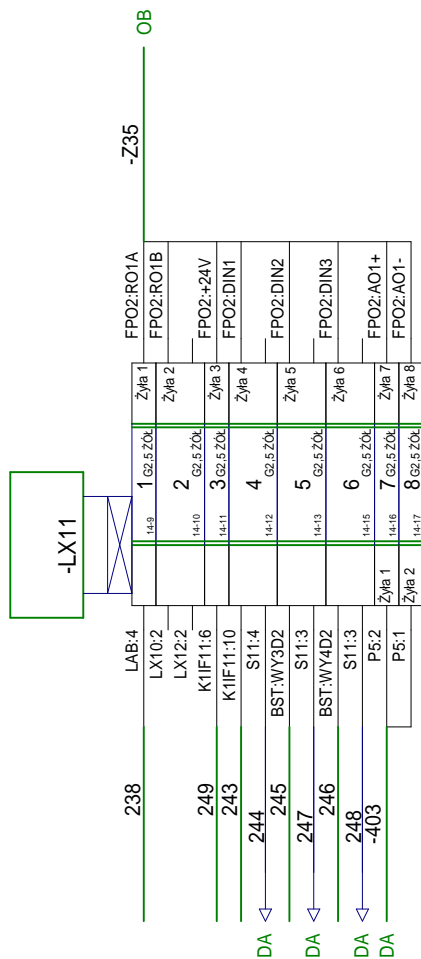 OB
-Z35
-LX11
FPO2:RO1A
FPO2:RO1B
FPO2:+24V
FPO2:DIN1
FPO2:DIN2
FPO2:DIN3
FPO2:AO1+
FPO2:AO1-
Żyła 1
Żyła 2
Żyła 3
Żyła 4
Żyła 5
Żyła 6
Żyła 7
Żyła 8
1 G2,5 ŻÓŁ 14-9
2 G2,5 ŻÓŁ 14-10
3 G2,5 ŻÓŁ 14-11
4 G2,5 ŻÓŁ 14-12
5 G2,5 ŻÓŁ 14-13
6 G2,5 ŻÓŁ 14-15
7 G2,5 ŻÓŁ 14-16
8 G2,5 ŻÓŁ 14-17
Żyła 1
Żyła 2
LAB:4
LX10:2
LX12:2
K1IF11:6
K1IF11:10
S11:4
BST:WY3D2
S11:3
BST:WY4D2
S11:3
P5:2
P5:1
238
249
243
244
245
247
246
248
-403
DA
DA
DA
DA